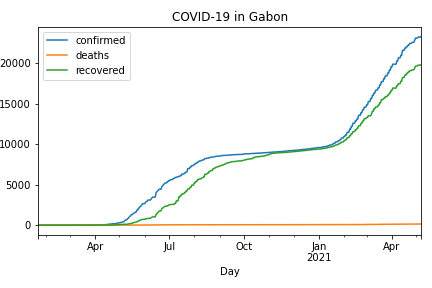 COVID-19 in Gabon
confirmed
deaths
recovered
20000
15000
10000
5000
0
Apr Jul Oct Jan Apr
2021
Day